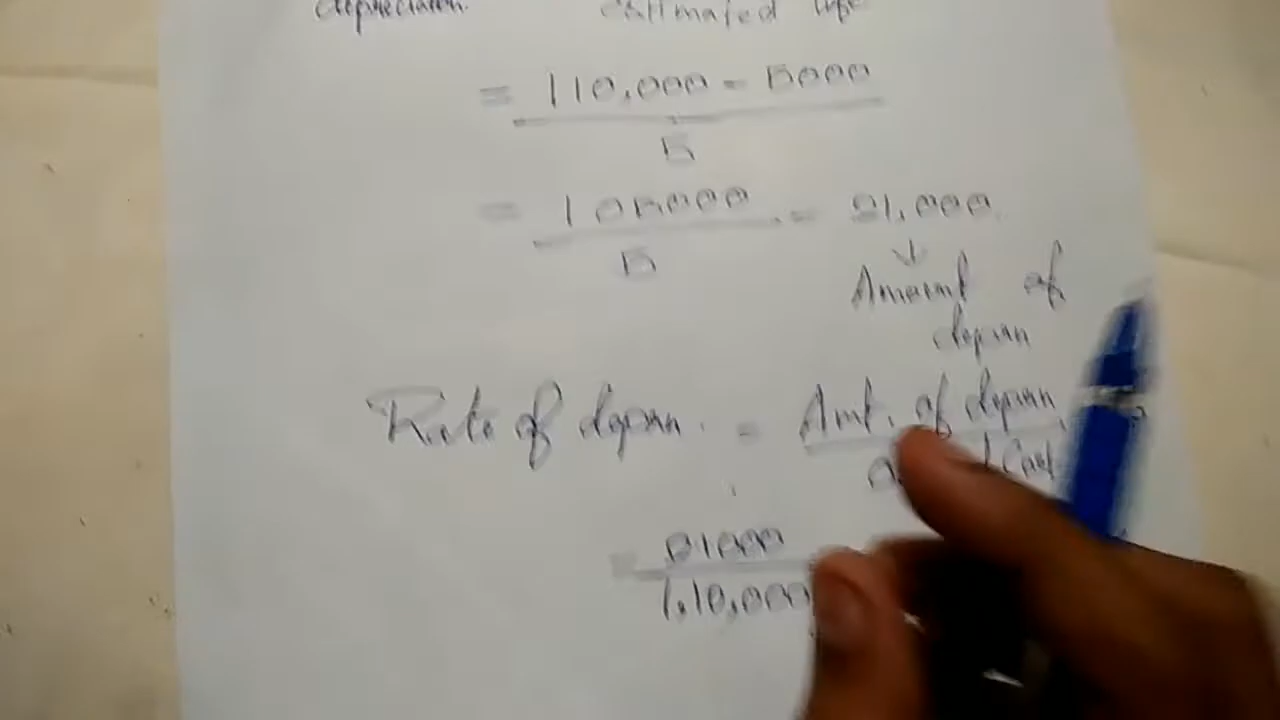 depreciation. estimated life
= 110,000 - 5000
5
= 105000 = 21,000
5
↓
Amount of
depn
Rate of depn. = Amt. of depn
Cost
= 21000
1,10,000